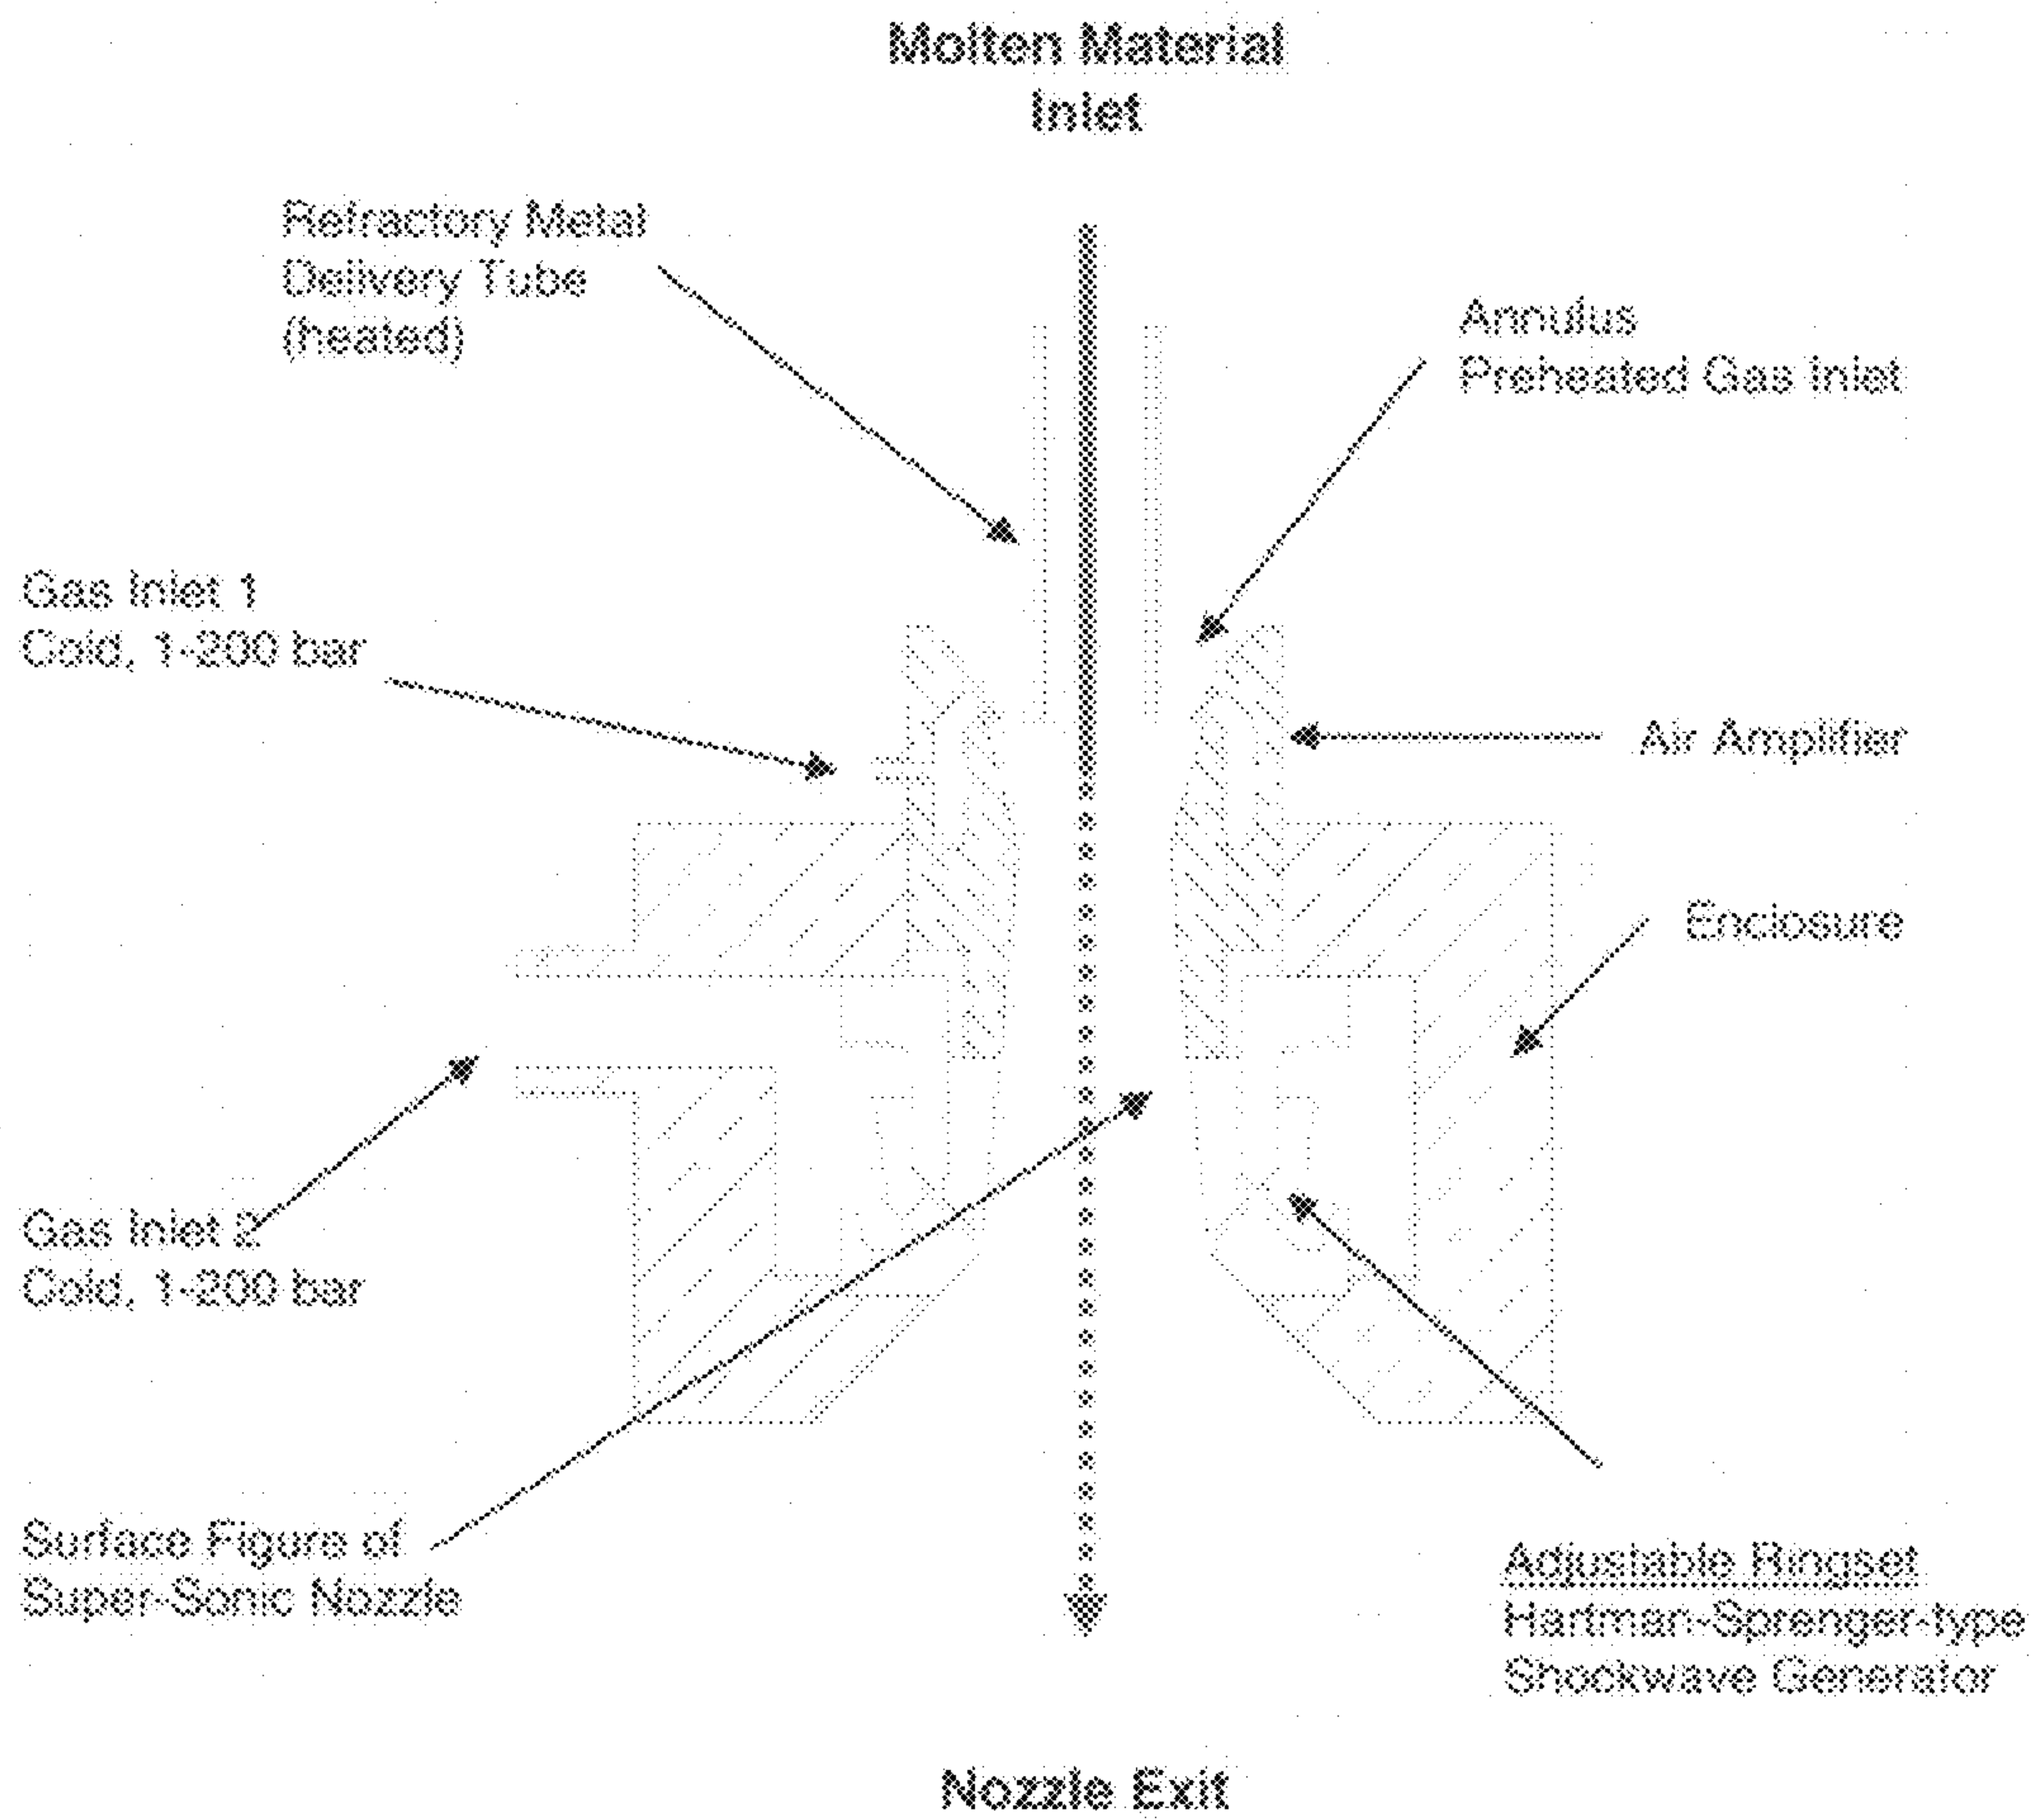 Molten Material
Inlet
Refractory Metal
Delivery Tube
(heated)
Annulus
Preheated Gas Inlet
Gas Inlet 1
Cold, 1-200 bar
Air Amplifier
Enclosure
Gas Inlet 2
Cold, 1-200 bar
Surface Figure of
Super-Sonic Nozzle
Adjustable Ringset
Hartman-Sprenger-type
Shockwave Generator
Nozzle Exit